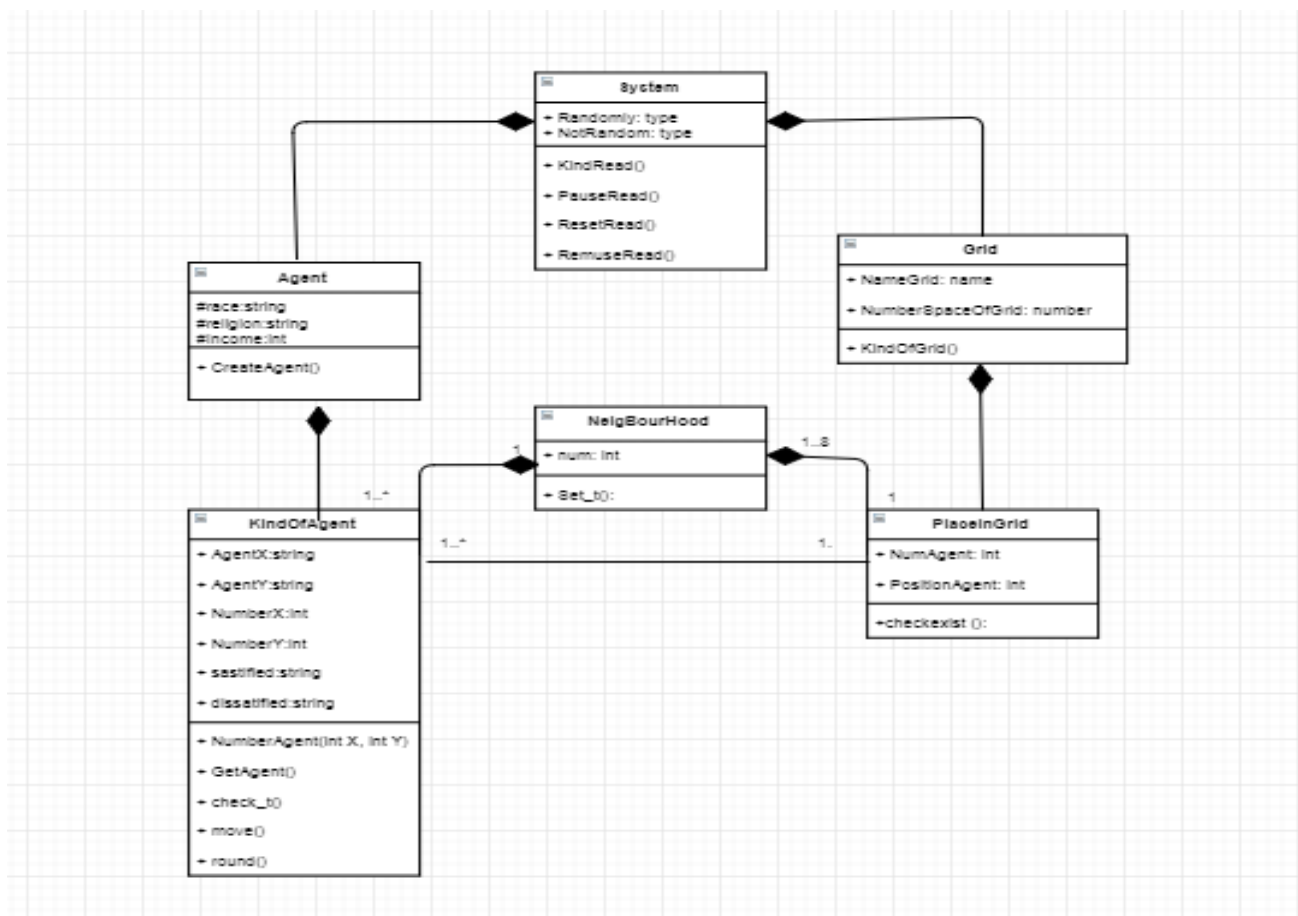 System
+ Randomly: type
+ NotRandom: type
+ KindRead()
+ PauseRead()
+ ResetRead()
+ RemuseRead()
Agent
#race:string
#religion:string
#income:int
+ CreateAgent()
Grid
+ NameGrid: name
+ NumberSpaceOfGrid: number
+ KindOfGrid()
NeigBourHood
+ num: int
+ Set_t():
1
1..8
1..*
1
KindOfAgent
+ AgentX:string
+ AgentY:string
+ NumberX:int
+ NumberY:int
+ sastified:string
+ dissatified:string
+ NumberAgent(int X, int Y)
+ GetAgent()
+ check_t()
+ move()
+ round()
1..*
1..
PlaceInGrid
+ NumAgent: int
+ PositionAgent: int
+checkexist ():